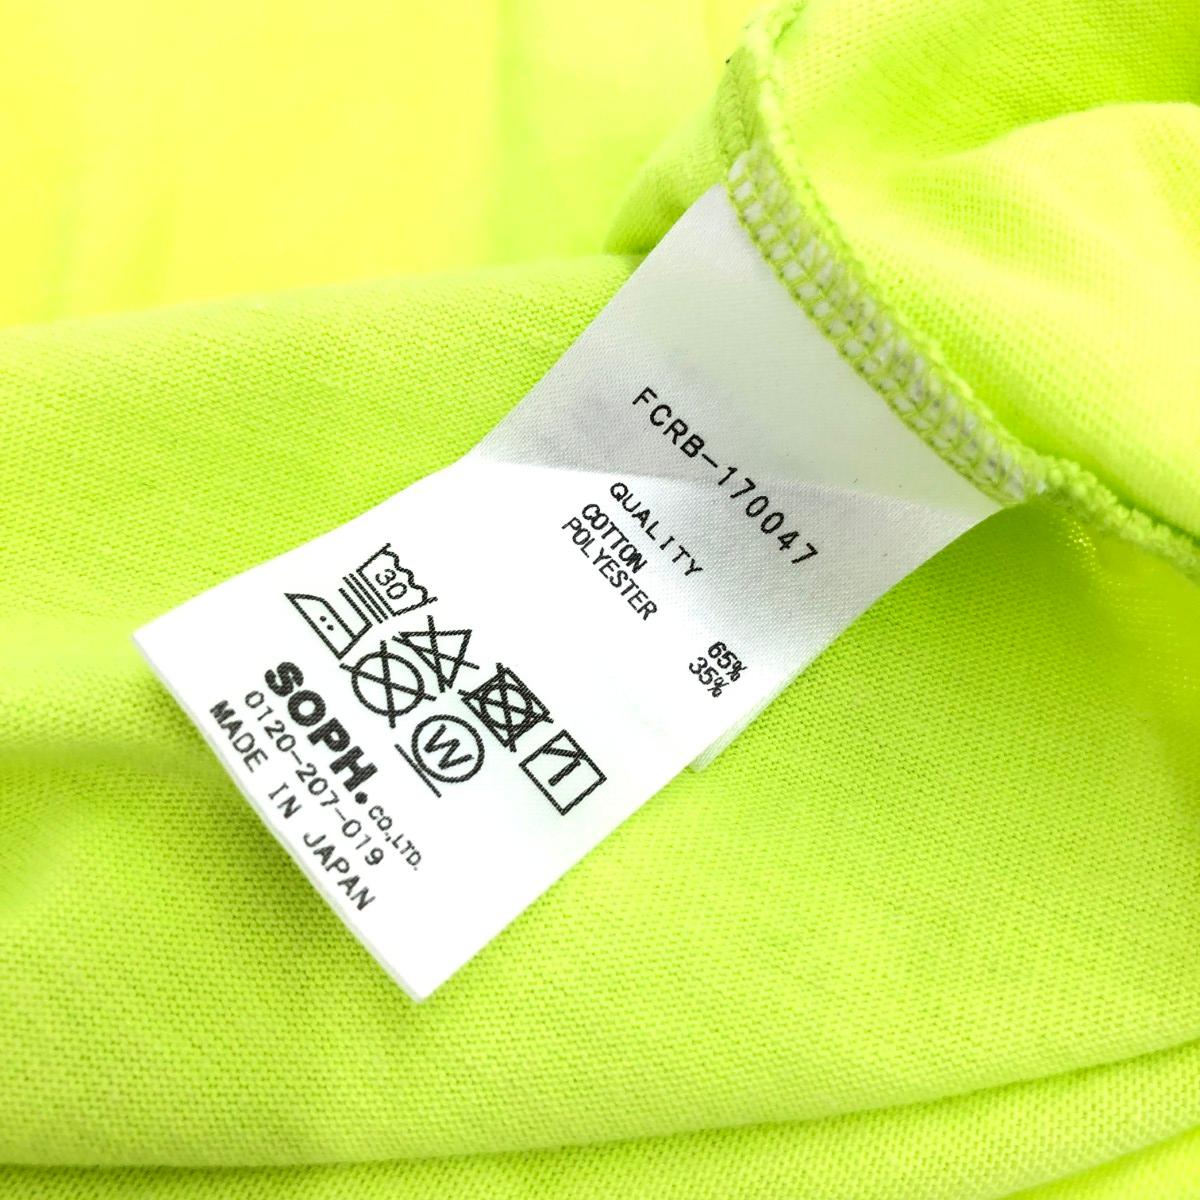 FCRB-170047
QUALITY
COTTON 65%
POLYESTER 35%
30
W
SOPH.CO.,LTD.
0120-207-019
MADE IN JAPAN